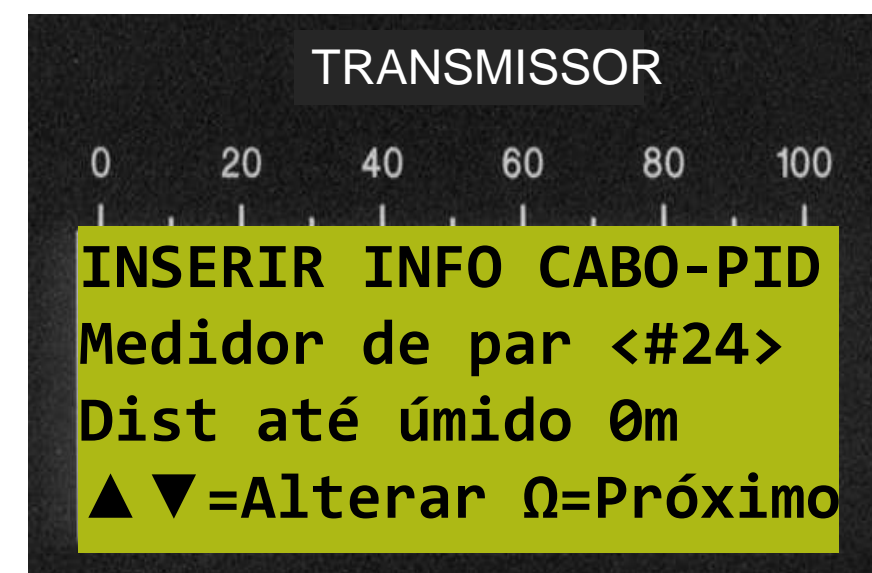 TRANSMISSOR
0 20 40 60 80 100
INSERIR INFO CABO-PID
Medidor de par <#24>
Dist até úmido 0m
▲▼=Alterar Ω=Próximo